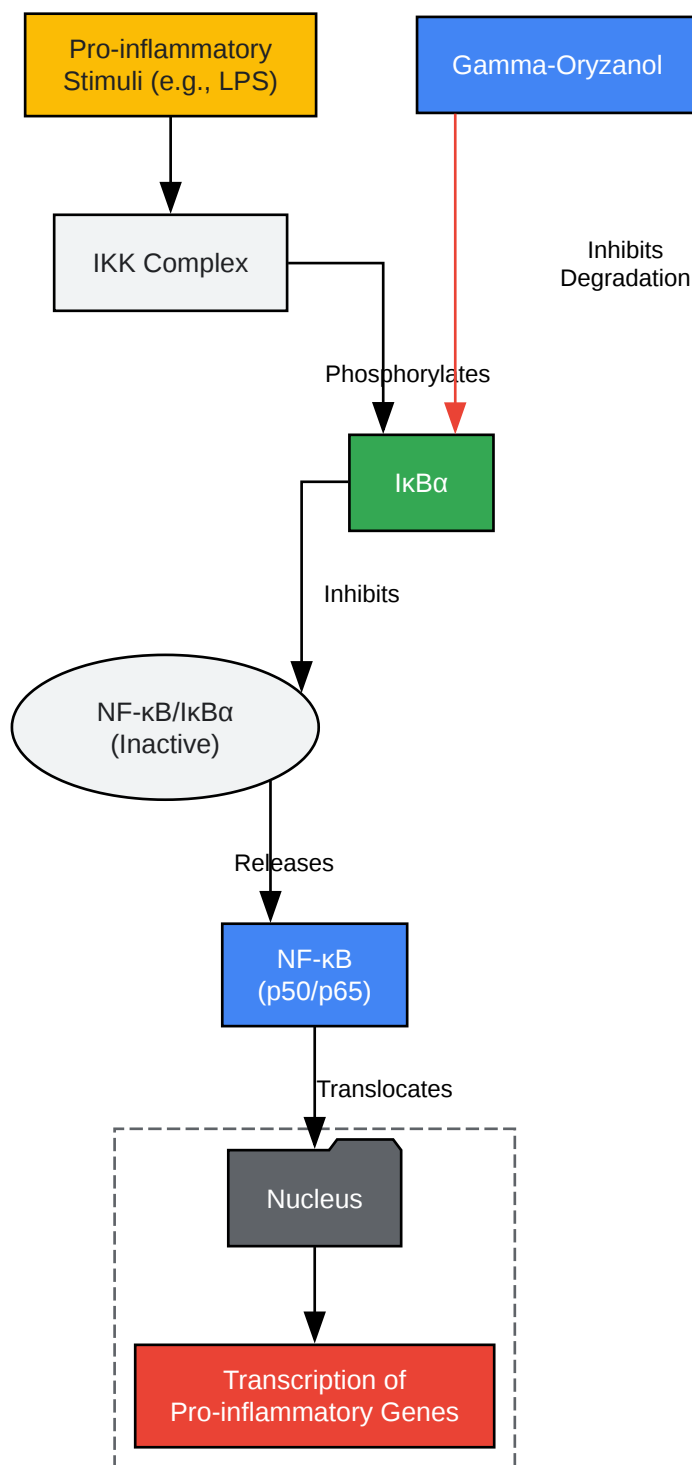 Pro-inflammatory
Stimuli (e.g., LPS)
Gamma-Oryzanol
IKK Complex
Inhibits
Degradation
Phosphorylates
IκBα
Inhibits
NF-κB/IκBα
(Inactive)
Releases
NF-κB
(p50/p65)
Translocates
Nucleus
Transcription of
Pro-inflammatory Genes